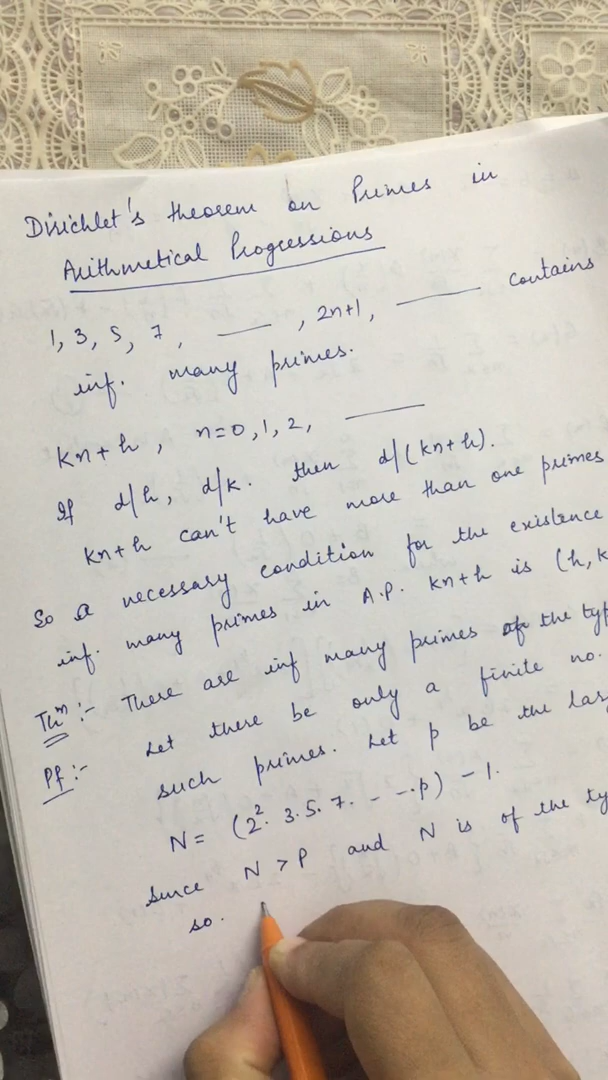 Dirichlet's theorem on Primes in
Arithmetical Progressions
1, 3, 5, 7, —— , 2n+1, —— contains
inf. many primes.
Kn+h, n=0,1,2, ——
If d/h, d/k. then d/(kn+h).
kn+h can't have more than one primes
So a necessary condition for the existence
inf. many primes in A.P. kn+h is (h,k
Thm :- There are inf many primes of the typ
Pf :- Let there be only a finite no.
such primes. Let p be the lar
N = (2². 3.5.7. - - -.p) - 1.
Since N > P and N is of the ty
so.